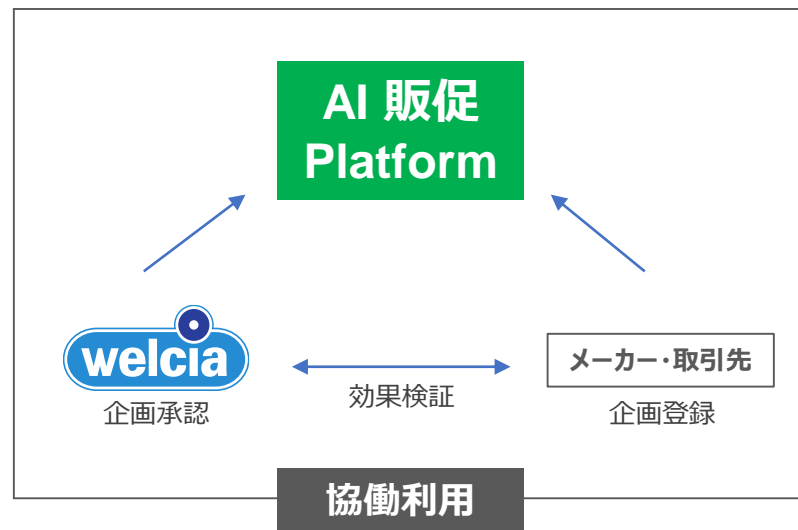 AI 販促
Platform
welcia
企画承認
効果検証
メーカー・取引先
企画登録
協働利用